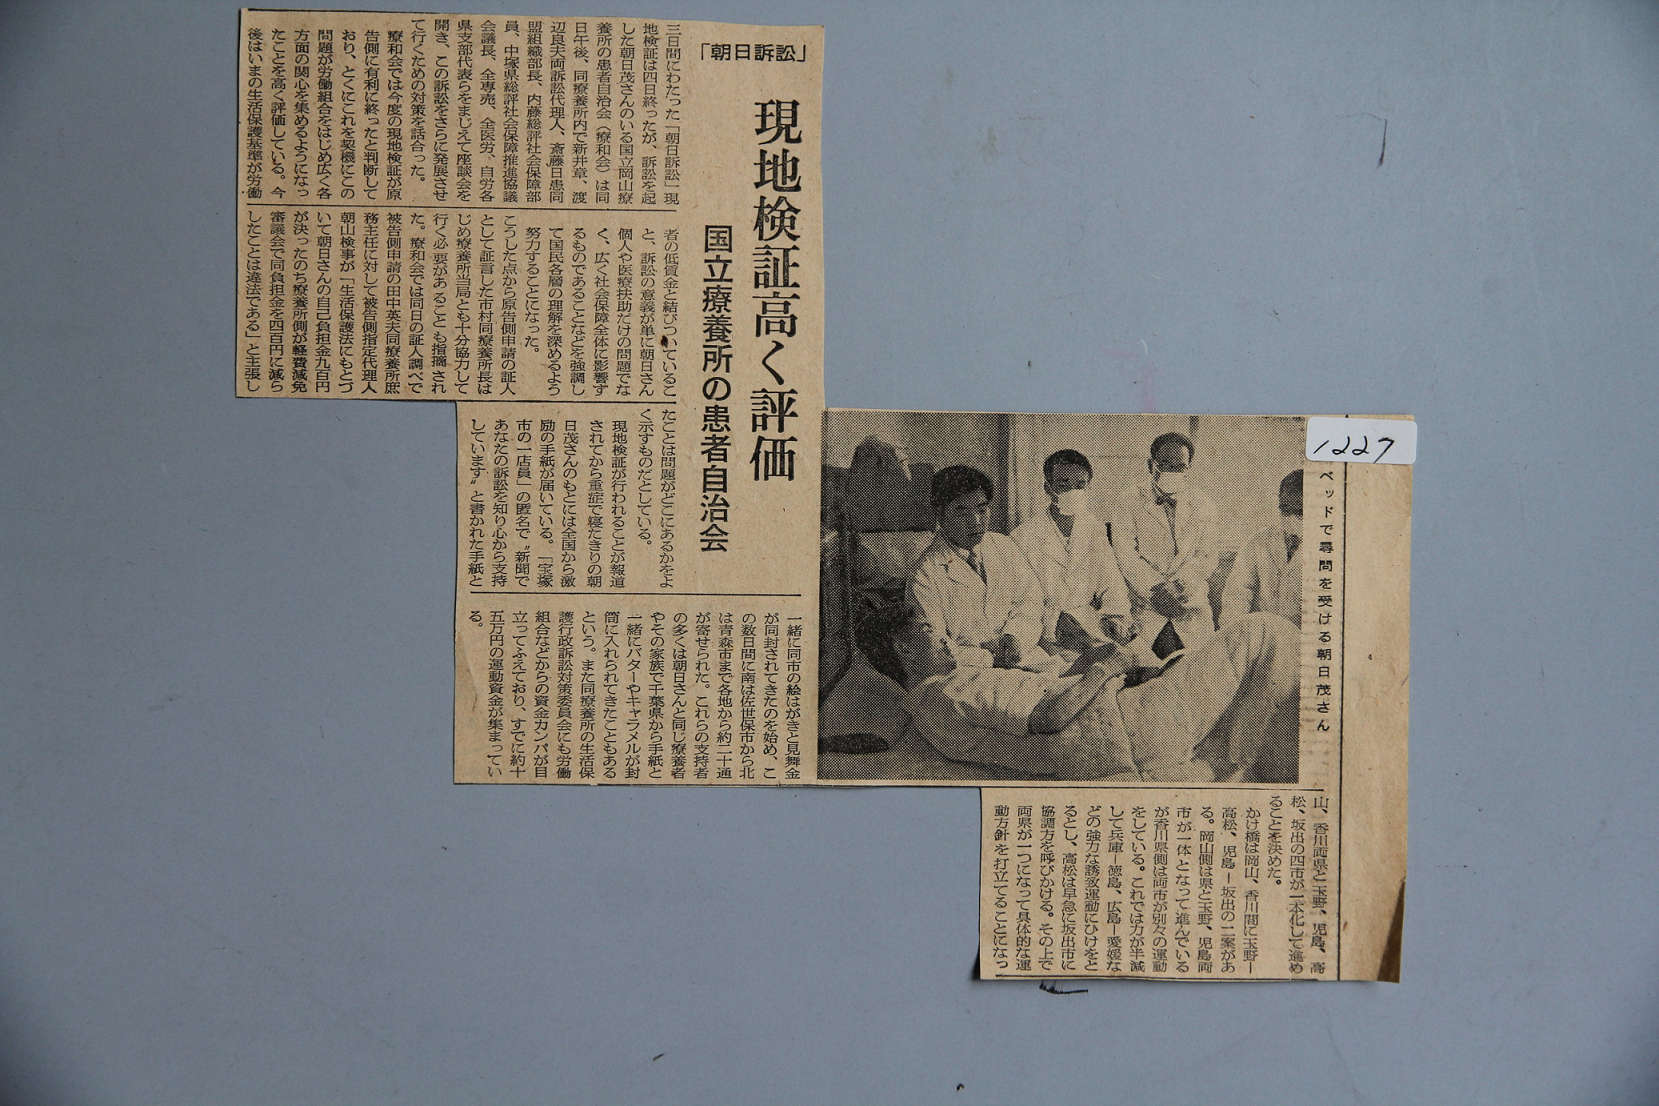 「朝日訴訟」
現地検証高く評価
国立療養所の患者自治会
三日間にわたった「朝日訴訟」現
地検証は四日終ったが、訴訟を起
した朝日茂さんのいる国立岡山療
養所の患者自治会（療和会）は同
日午後、同療養所内で新井章、渡
辺良夫両訴訟代理人、斎藤日患同
盟組織部長、内藤総評社会保障部
員、中塚県総評社会保障推進協議
会議長、全専売、全医労、自労各
県支部代表らをまじえて座談会を
開き、この訴訟をさらに発展させ
て行くための対策を話合った。
療和会では今度の現地検証が原
告側に有利に終ったと判断して
おり、とくにこれを契機にこの
問題が労働組合をはじめ広く各
方面の関心を集めるようになっ
たことを高く評価している。今
後はいまの生活保護基準が労働
者の低賃金と結びついているこ
と、訴訟の意義が単に朝日さん
個人や医療扶助だけの問題でな
く、広く社会保障全体に影響す
るものであることなどを強調し
て国民各層の理解を深めるよう
努力することになった。
こうした点から原告側申請の証人
として証言した市村同療養所長は
じめ療養所当局とも十分協力して
行く必要があることも指摘され
た。療和会では同日の証人調べで
被告側申請の田中英夫同療養所庶
務主任に対して被告側指定代理人
朝山検事が「生活保護法にもとづ
いて朝日さんの自己負担金九百円
が決ったのち療養所側が軽費減免
審議会で同負担金を四百円に減ら
したことは違法である」と主張し
たことは問題がどこにあるかをよ
く示すものだとしている。
現地検証が行われることが報道
されてから重症で寝たきりの朝
日茂さんのもとには全国から激
励の手紙が届いている。「宝塚
市の一店員」の匿名で〝新聞で
あなたの訴訟を知り心から支持
しています〟と書かれた手紙と
一緒に同市の絵はがきと見舞金
が同封されてきたのを始め、こ
の数日間に南は佐世保市から北
は青森市まで各地から約二十通
が寄せられた。これらの支持者
の多くは朝日さんと同じ療養者
やその家族で千葉県から手紙と
一緒にバターやキャラメルが封
筒に入れられてきたこともある
という。また同療養所の生活保
護行政訴訟対策委員会にも労働
組合などからの資金カンパが目
立ってふえており、すでに約十
五万円の運動資金が集まってい
る。
1227
ベッドで尋問を受ける朝日茂さん
山、香川両県と玉野、児島、高
松、坂出の四市が一本化して進め
ることを決めた。
かけ橋は岡山、香川間に玉野ー
高松、児島ー坂出の二案があ
る。岡山側は県と玉野、児島両
市が一体となって進んでいる
が香川県側は両市が別々の運動
をしている。これでは力が半減
して兵庫ー徳島、広島ー愛媛な
どの強力な誘致運動にひけをと
るとし、高松は早急に坂出市に
協調方を呼びかける。その上で
両県が一つになって具体的な運
動方針を打立てることになっ